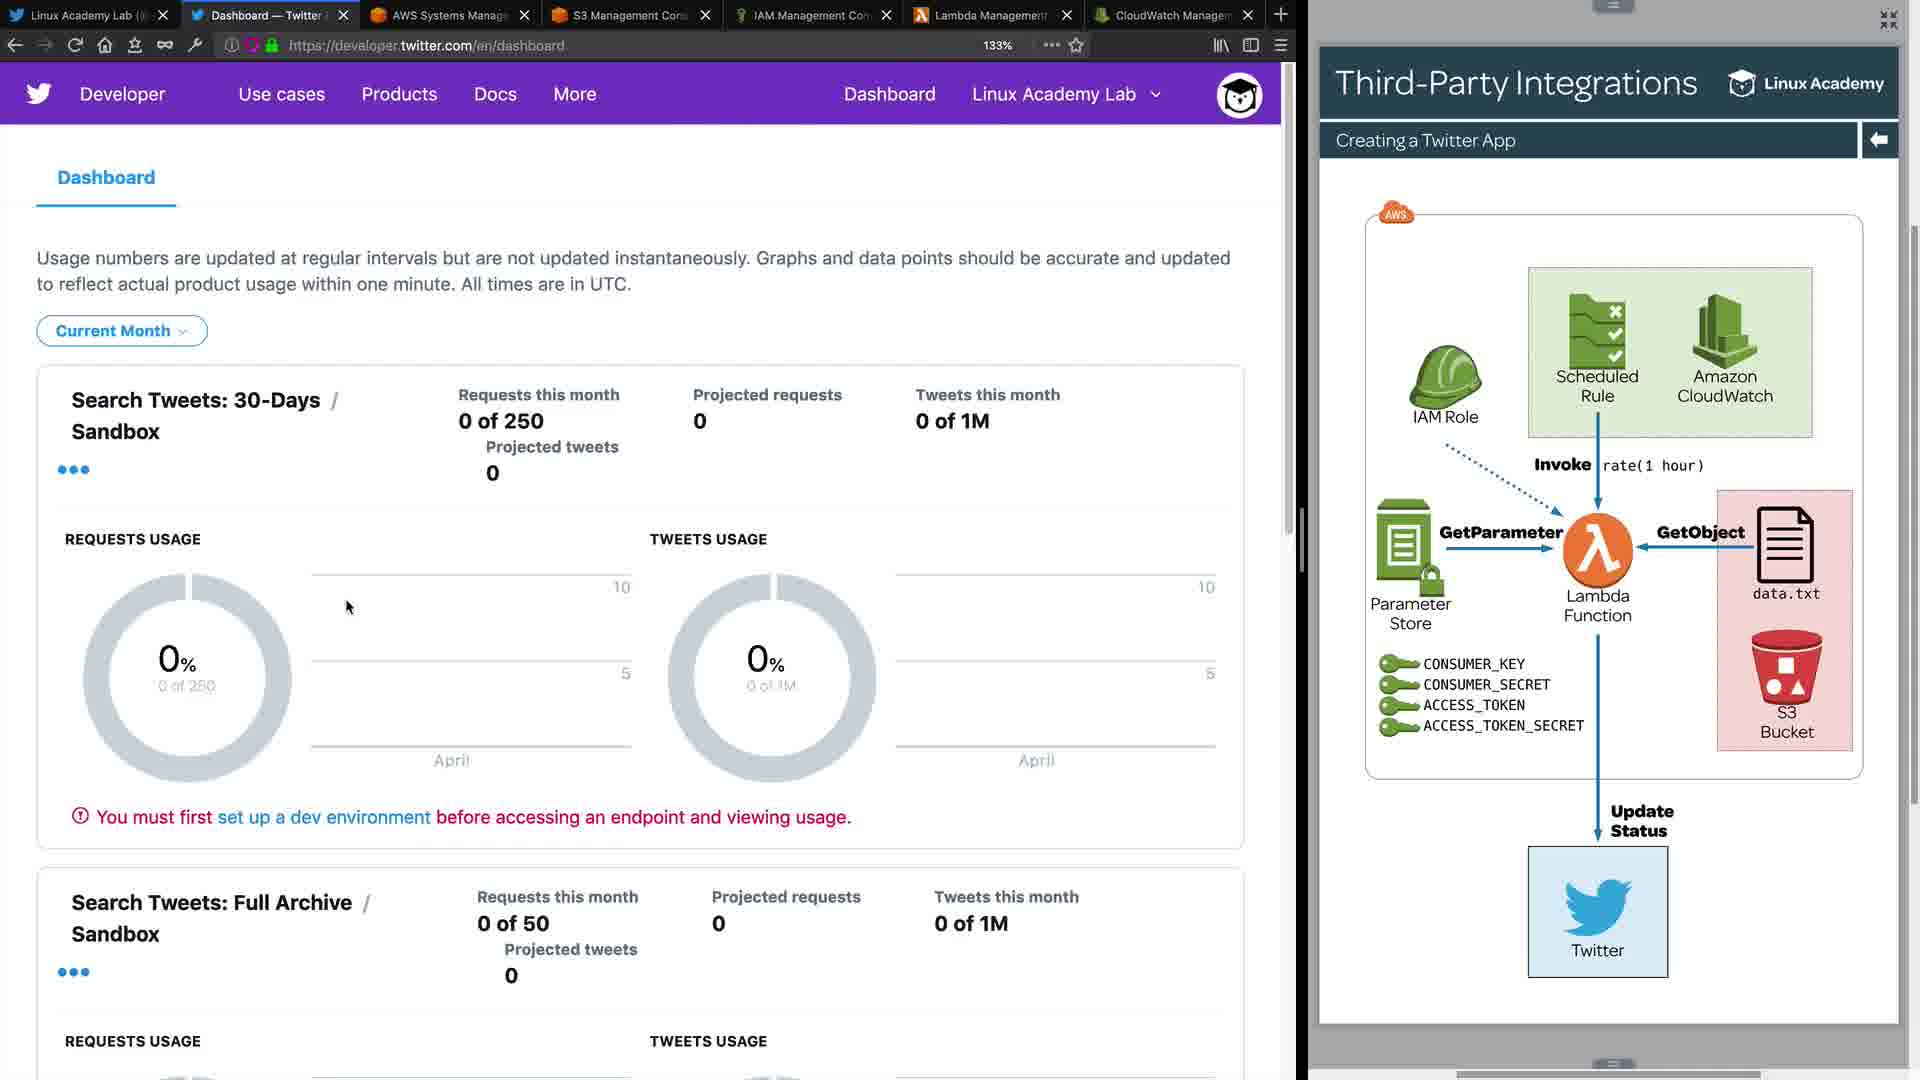 Linux Academy Lab (
Dashboard — Twitter
AWS Systems Manage
S3 Management Cons
IAM Management Con
Lambda Management
CloudWatch Managem
https://developer.twitter.com/en/dashboard
133%
Developer
Use cases
Products
Docs
More
Dashboard
Linux Academy Lab
Dashboard
Usage numbers are updated at regular intervals but are not updated instantaneously. Graphs and data points should be accurate and updated
to reflect actual product usage within one minute. All times are in UTC.
Current Month
Search Tweets: 30-Days /
Sandbox
Requests this month
0 of 250
Projected requests
0
Tweets this month
0 of 1M
Projected tweets
0
REQUESTS USAGE
0%
0 of 250
10
5
April
TWEETS USAGE
0%
0 of 1M
10
5
April
You must first set up a dev environment before accessing an endpoint and viewing usage.
Search Tweets: Full Archive /
Sandbox
Requests this month
0 of 50
Projected requests
0
Tweets this month
0 of 1M
Projected tweets
0
REQUESTS USAGE
TWEETS USAGE
Third-Party Integrations
Linux Academy
Creating a Twitter App
AWS
Scheduled
Rule
Amazon
CloudWatch
IAM Role
Invoke
rate(1 hour)
GetParameter
GetObject
Parameter
Store
Lambda
Function
data.txt
CONSUMER_KEY
CONSUMER_SECRET
ACCESS_TOKEN
ACCESS_TOKEN_SECRET
S3
Bucket
Update
Status
Twitter